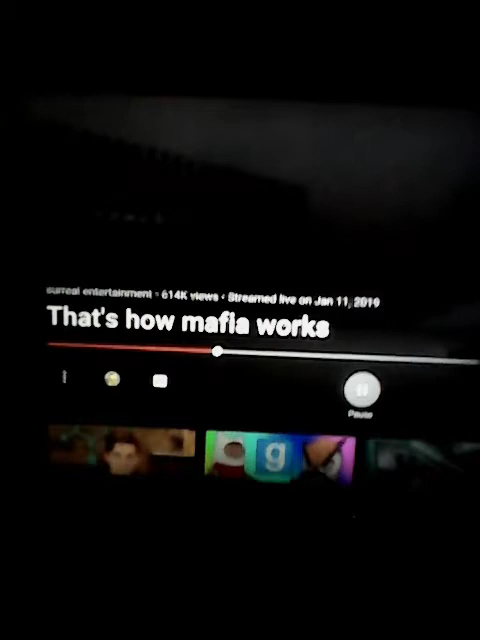 surreal entertainment · 614K views · Streamed live on Jan 11, 2019
That's how mafia works
Pause
g